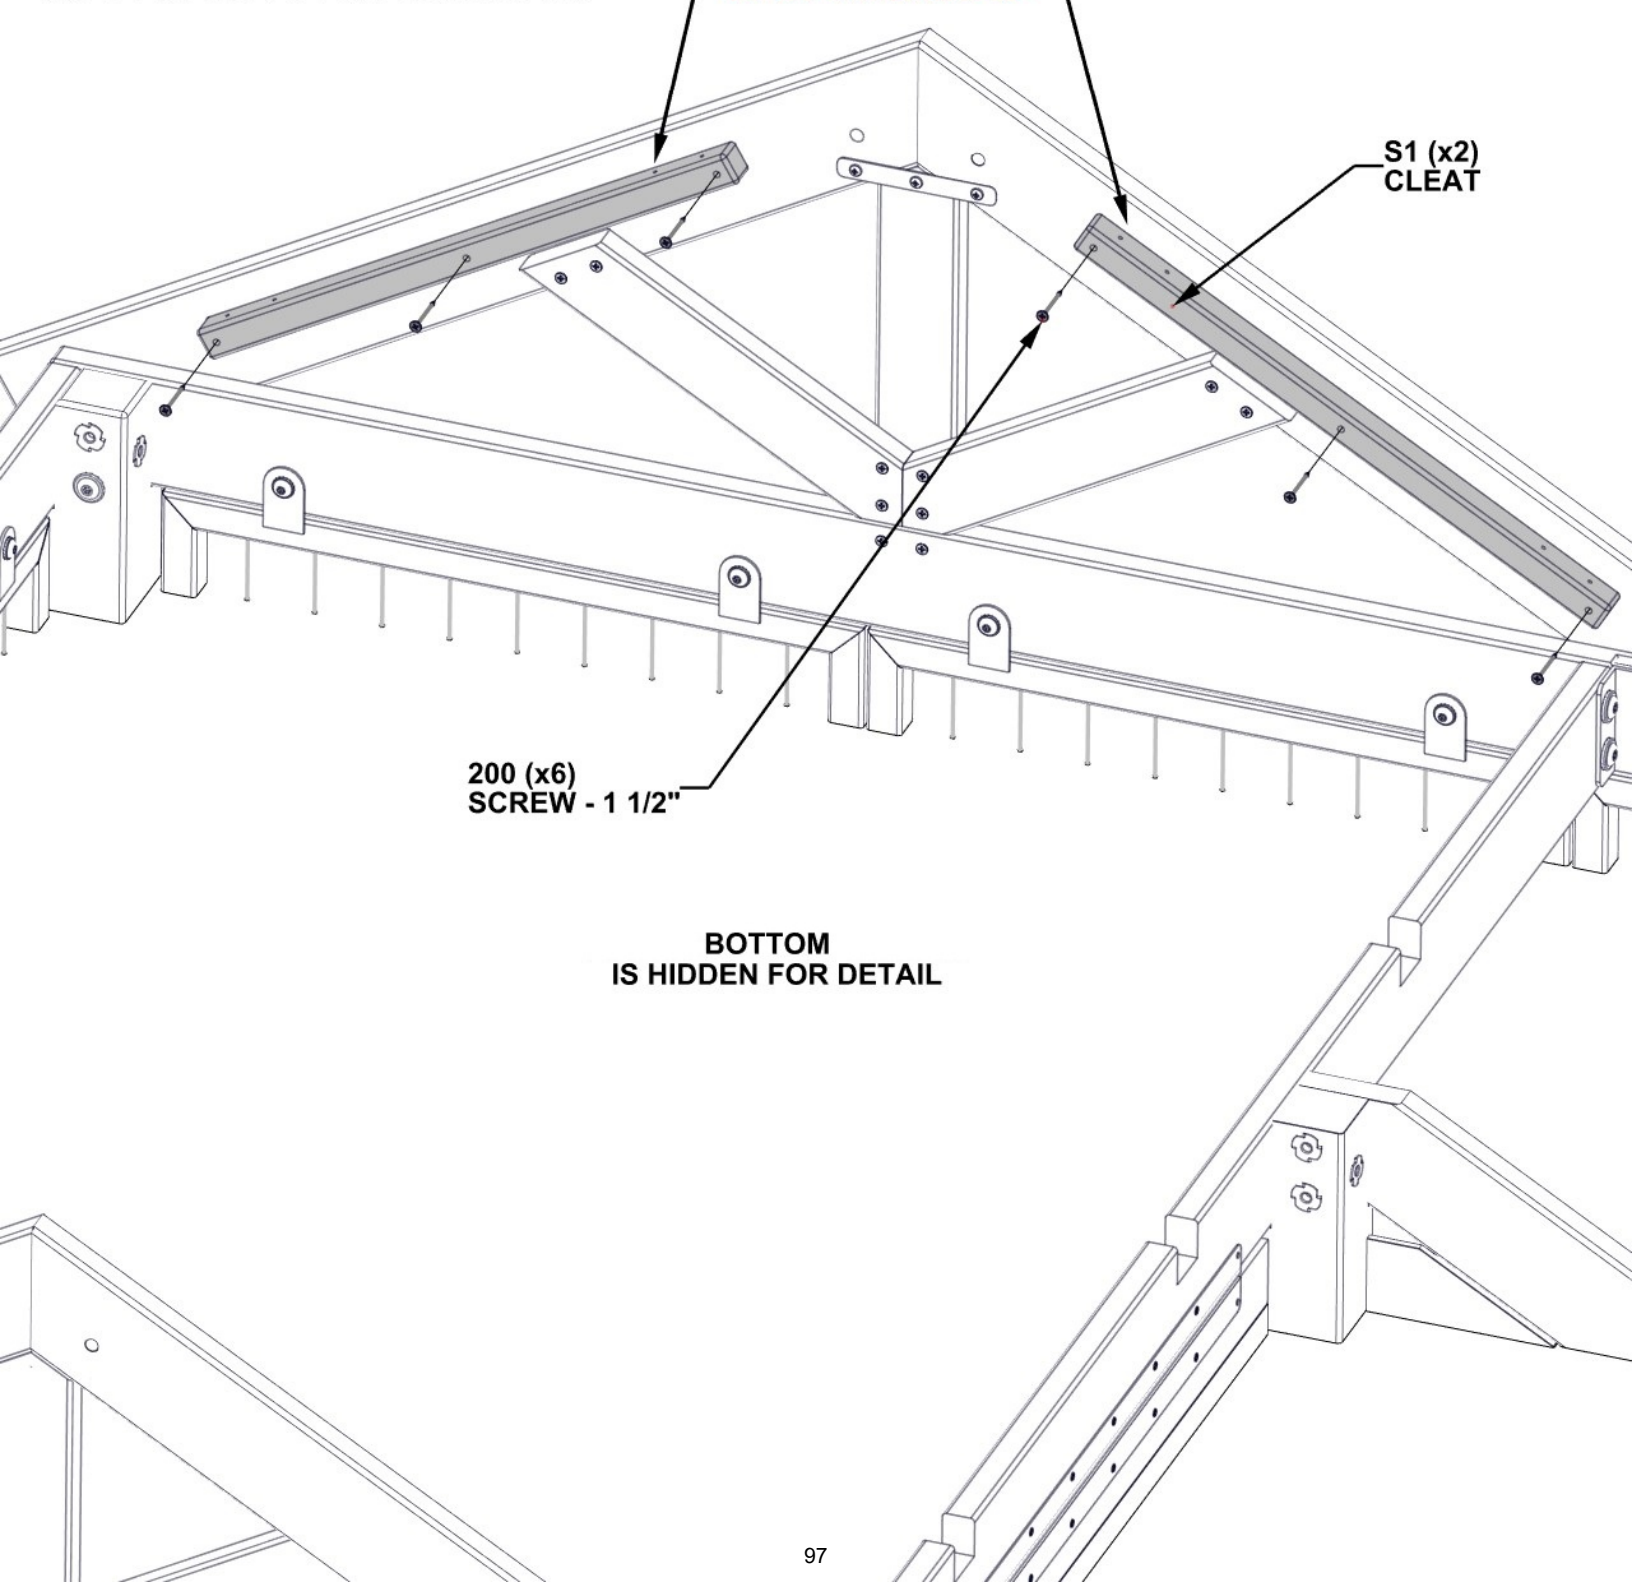 S1 (x2)
CLEAT
200 (x6)
SCREW - 1 1/2"
BOTTOM
IS HIDDEN FOR DETAIL
97